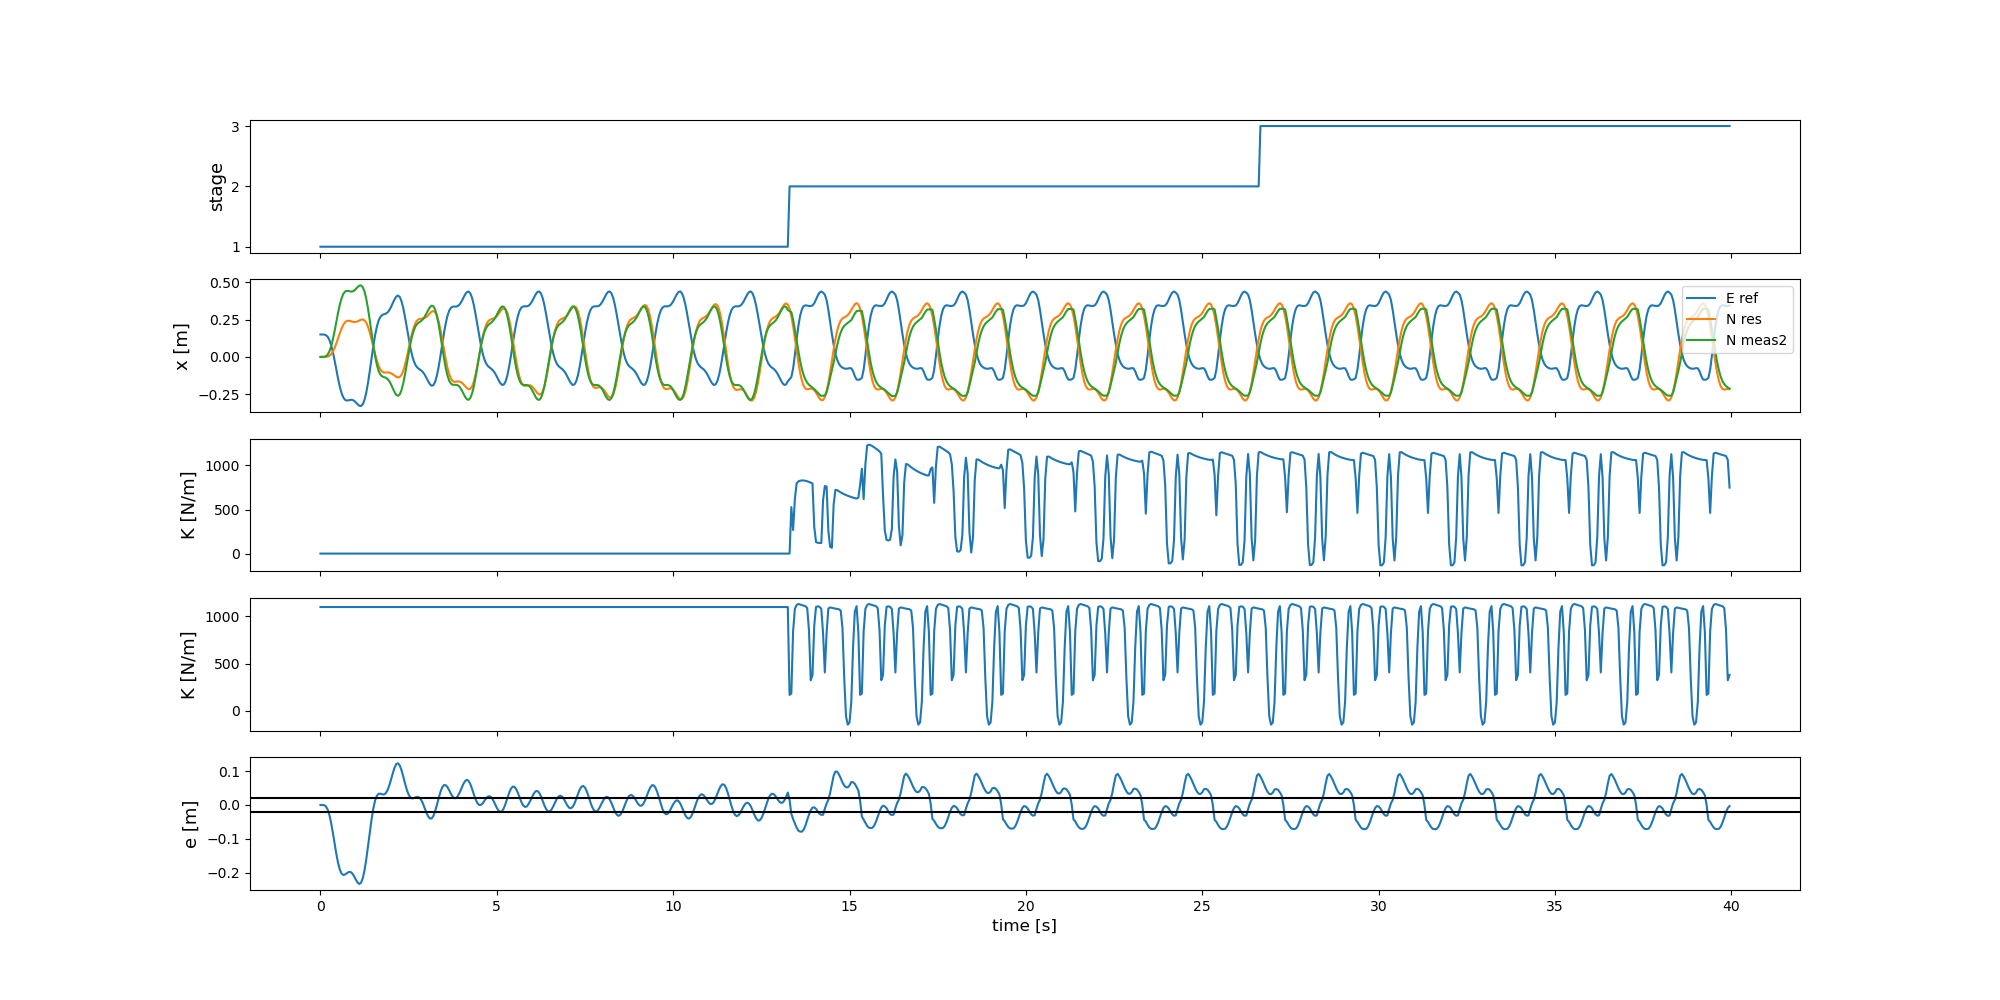 stage
3
2
1
x [m]
0.50
0.25
0.00
−0.25
E ref
N res
N meas2
K [N/m]
1000
500
0
K [N/m]
1000
500
0
e [m]
0.1
0.0
−0.1
−0.2
0 5 10 15 20 25 30 35 40
time [s]